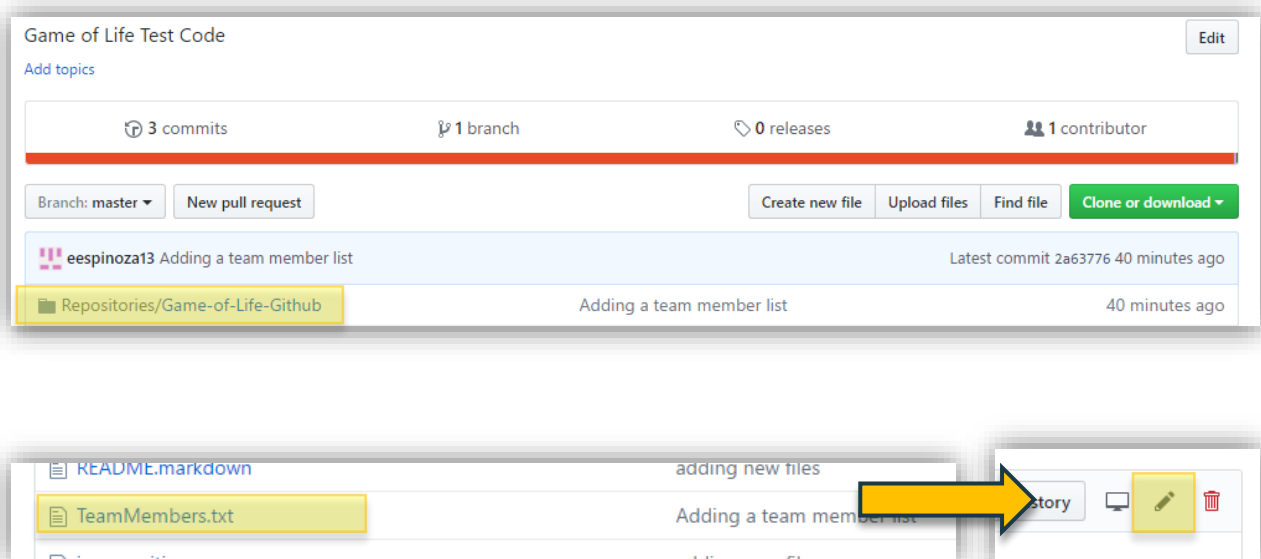 Game of Life Test Code
Edit
Add topics
3 commits
1 branch
0 releases
1 contributor
Branch: master
New pull request
Create new file
Upload files
Find file
Clone or download
eespinoza13 Adding a team member list
Latest commit 2a63776 40 minutes ago
Repositories/Game-of-Life-Github
Adding a team member list
40 minutes ago
README.markdown
adding new files
TeamMembers.txt
Adding a team member list
story